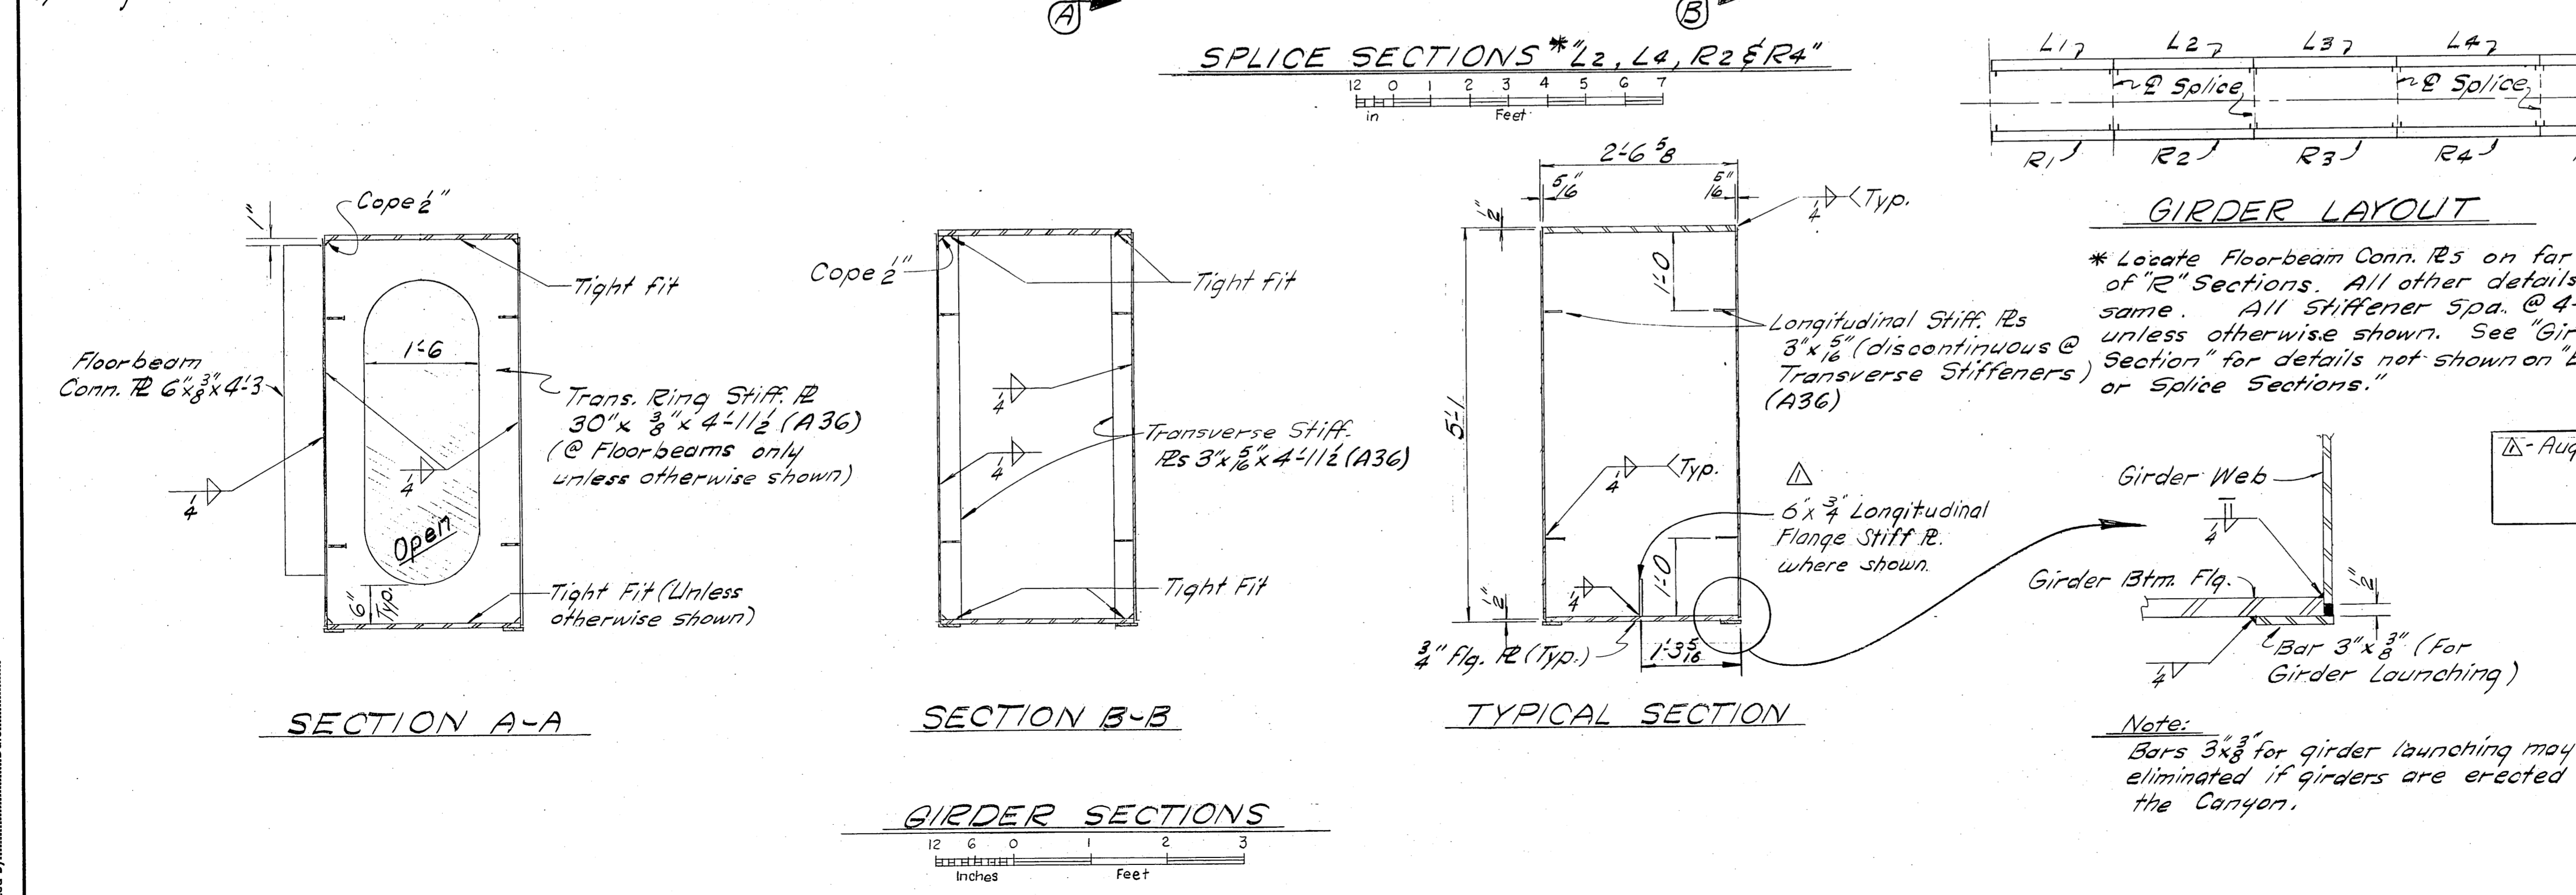 A
B
SPLICE SECTIONS *"L2, L4, R2 & R4"
12 0 1 2 3 4 5 6 7
in Feet
L1 L2 L3 L4
℄ Splice ℄ Splice
R1 R2 R3 R4
GIRDER LAYOUT
* Locate Floorbeam Conn. ℙs on far
of "R" Sections. All other details
same. All Stiffener Spa. @ 4-
unless otherwise shown. See "Gir
Section" for details not shown on "E
or Splice Sections."
1"
Cope ½"
Tight fit
1'-6
Floorbeam
Conn. ℙ 6"x⅜"x4'-3
Trans. Ring Stiff. ℙ
30"x ⅜"x 4'-11½ (A36)
(@ Floorbeams only
unless otherwise shown)
¼
¼
Open
6"
Typ.
Tight Fit (Unless
otherwise shown)
SECTION A-A
Cope ½"
Tight fit
¼
¼
Transverse Stiff.
ℙs 3"x 5/16"x 4'-11½ (A36)
Tight Fit
SECTION B-B
2'-6 ⅝
5/16" 5/16"
½"
¼ Typ.
1'-0
Longitudinal Stiff. ℙs
3"x 5/16" (discontinuous @
Transverse Stiffeners)
(A36)
5'-1
¼ Typ.
1
6"x ¾" Longitudinal
Flange Stiff ℙ.
where shown.
1'-0
¼
½"
¾" Flg. ℙ (Typ.)
1'-3 5/16
TYPICAL SECTION
1 - Aug
Girder Web
¼
Girder Btm. Flg.
½"
Bar 3"x ⅜" (For
Girder Launching)
¼
Note:
Bars 3"x⅜" for girder launching may
eliminated if girders are erected
the Canyon.
GIRDER SECTIONS
12 6 0 1 2 3
Inches Feet